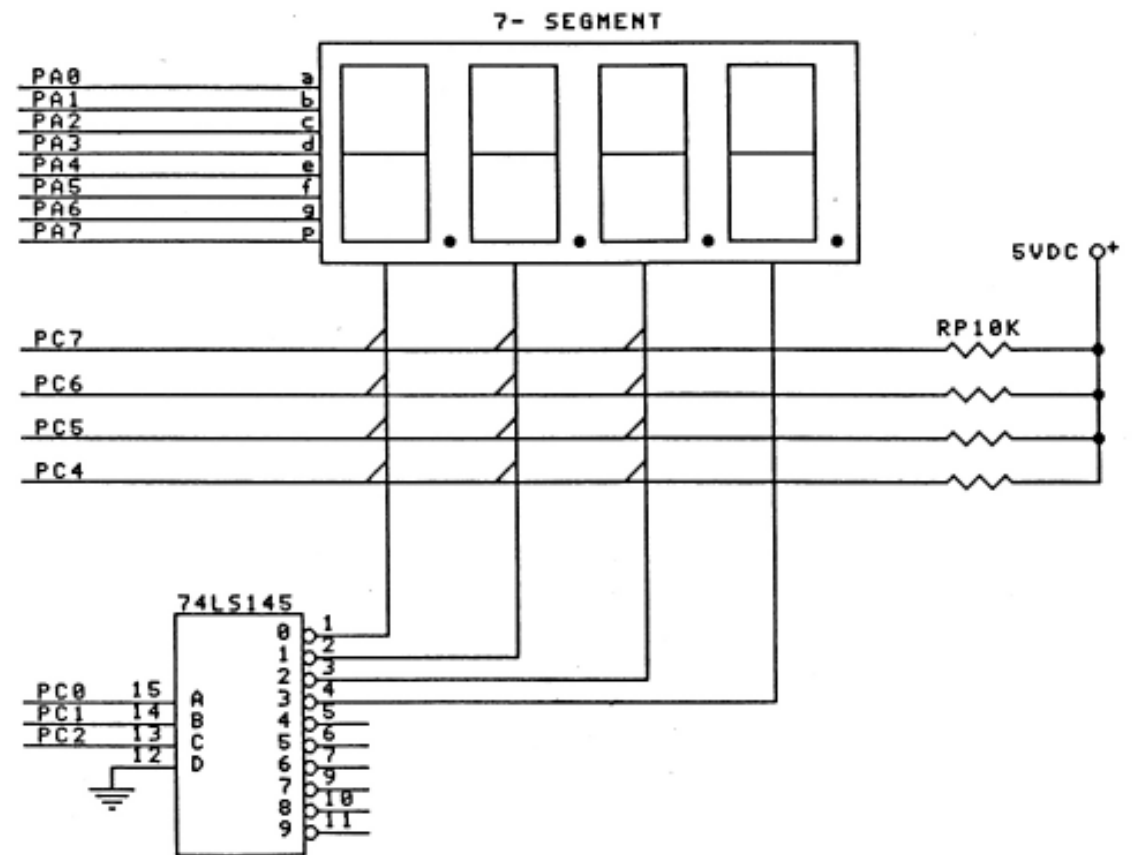 7- SEGMENT
PA0 a
PA1 b
PA2 c
PA3 d
PA4 e
PA5 f
PA6 g
PA7 p
5VDC +
PC7 RP10K
PC6
PC5
PC4
74LS145
0 1
1 2
2 3
PC0 15 A 3 4
PC1 14 B 4 5
PC2 13 C 5 6
12 D 6 7
7 9
8 10
9 11